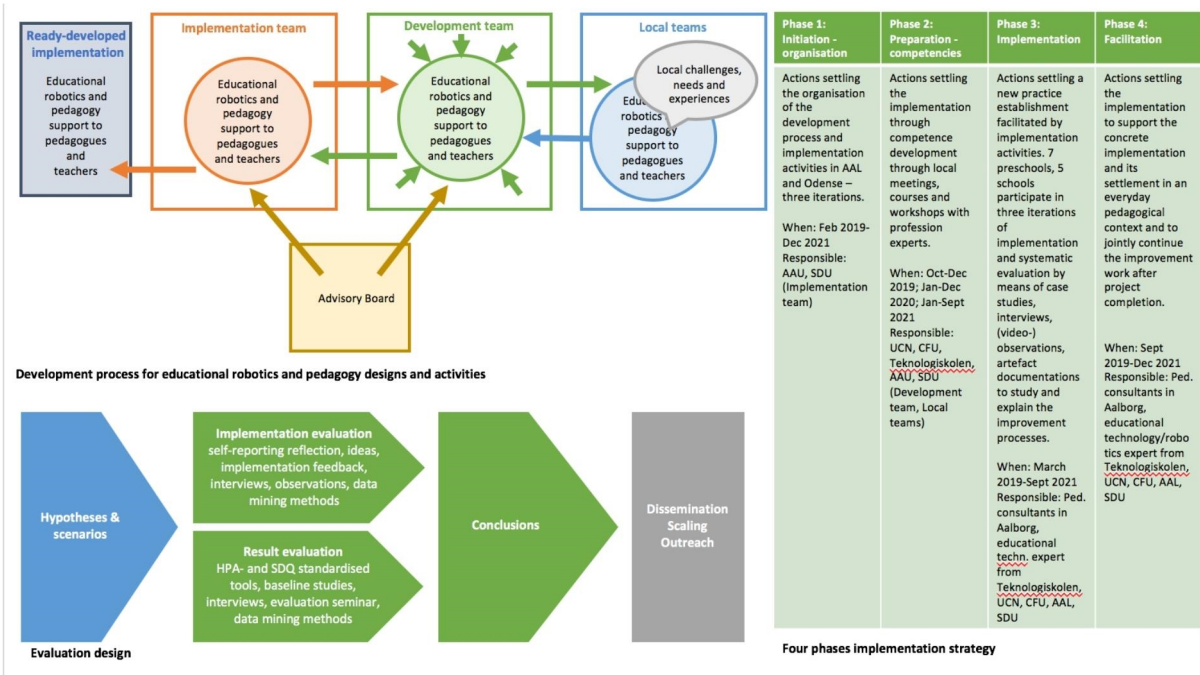 Ready-developed
implementation
Educational
robotics and
pedagogy
support to
pedagogues
and
teachers
Implementation team
Educational
robotics and
pedagogy
support to
pedagogues
and teachers
Development team
Educational
robotics and
pedagogy
support to
pedagogues
and teachers
Local teams
Local challenges,
needs and
experiences
Edu
robotics
pedagogy
support to
pedagogues
and teachers
Advisory Board
Development process for educational robotics and pedagogy designs and activities
Hypotheses &
scenarios
Implementation evaluation
self-reporting reflection, ideas,
implementation feedback,
interviews, observations, data
mining methods
Result evaluation
HPA- and SDQ standardised
tools, baseline studies,
interviews, evaluation seminar,
data mining methods
Conclusions
Dissemination
Scaling
Outreach
Evaluation design
Phase 1:
Initiation -
organisation
Actions settling
the organisation
of the
development
process and
implementation
activities in AAL
and Odense –
three iterations.
When: Feb 2019-
Dec 2021
Responsible:
AAU, SDU
(Implementation
team)
Phase 2:
Preparation -
competencies
Actions settling
the
implementation
through
competence
development
through local
meetings,
courses and
workshops with
profession
experts.
When: Oct-Dec
2019; Jan-Dec
2020; Jan-Sept
2021
Responsible:
UCN, CFU,
Teknologiskolen,
AAU, SDU
(Development
team, Local
teams)
Phase 3:
Implementation
Actions settling a
new practice
establishment
facilitated by
implementation
activities. 7
preschools, 5
schools
participate in
three iterations
of
implementation
and systematic
evaluation by
means of case
studies,
interviews,
(video-)
observations,
artefact
documentations
to study and
explain the
improvement
processes.
When: March
2019-Sept 2021
Responsible: Ped.
consultants in
Aalborg,
educational
techn. expert
from
Teknologiskolen,
UCN, CFU, AAL,
SDU
Phase 4:
Facilitation
Actions settling
the
implementation
to support the
concrete
implementation
and its
settlement in an
everyday
pedagogical
context and to
jointly continue
the improvement
work after
project
completion.
When: Sept
2019-Dec 2021
Responsible: Ped.
consultants in
Aalborg,
educational
technology/robo
tics expert from
Teknologiskolen,
UCN, CFU, AAL,
SDU
Four phases implementation strategy